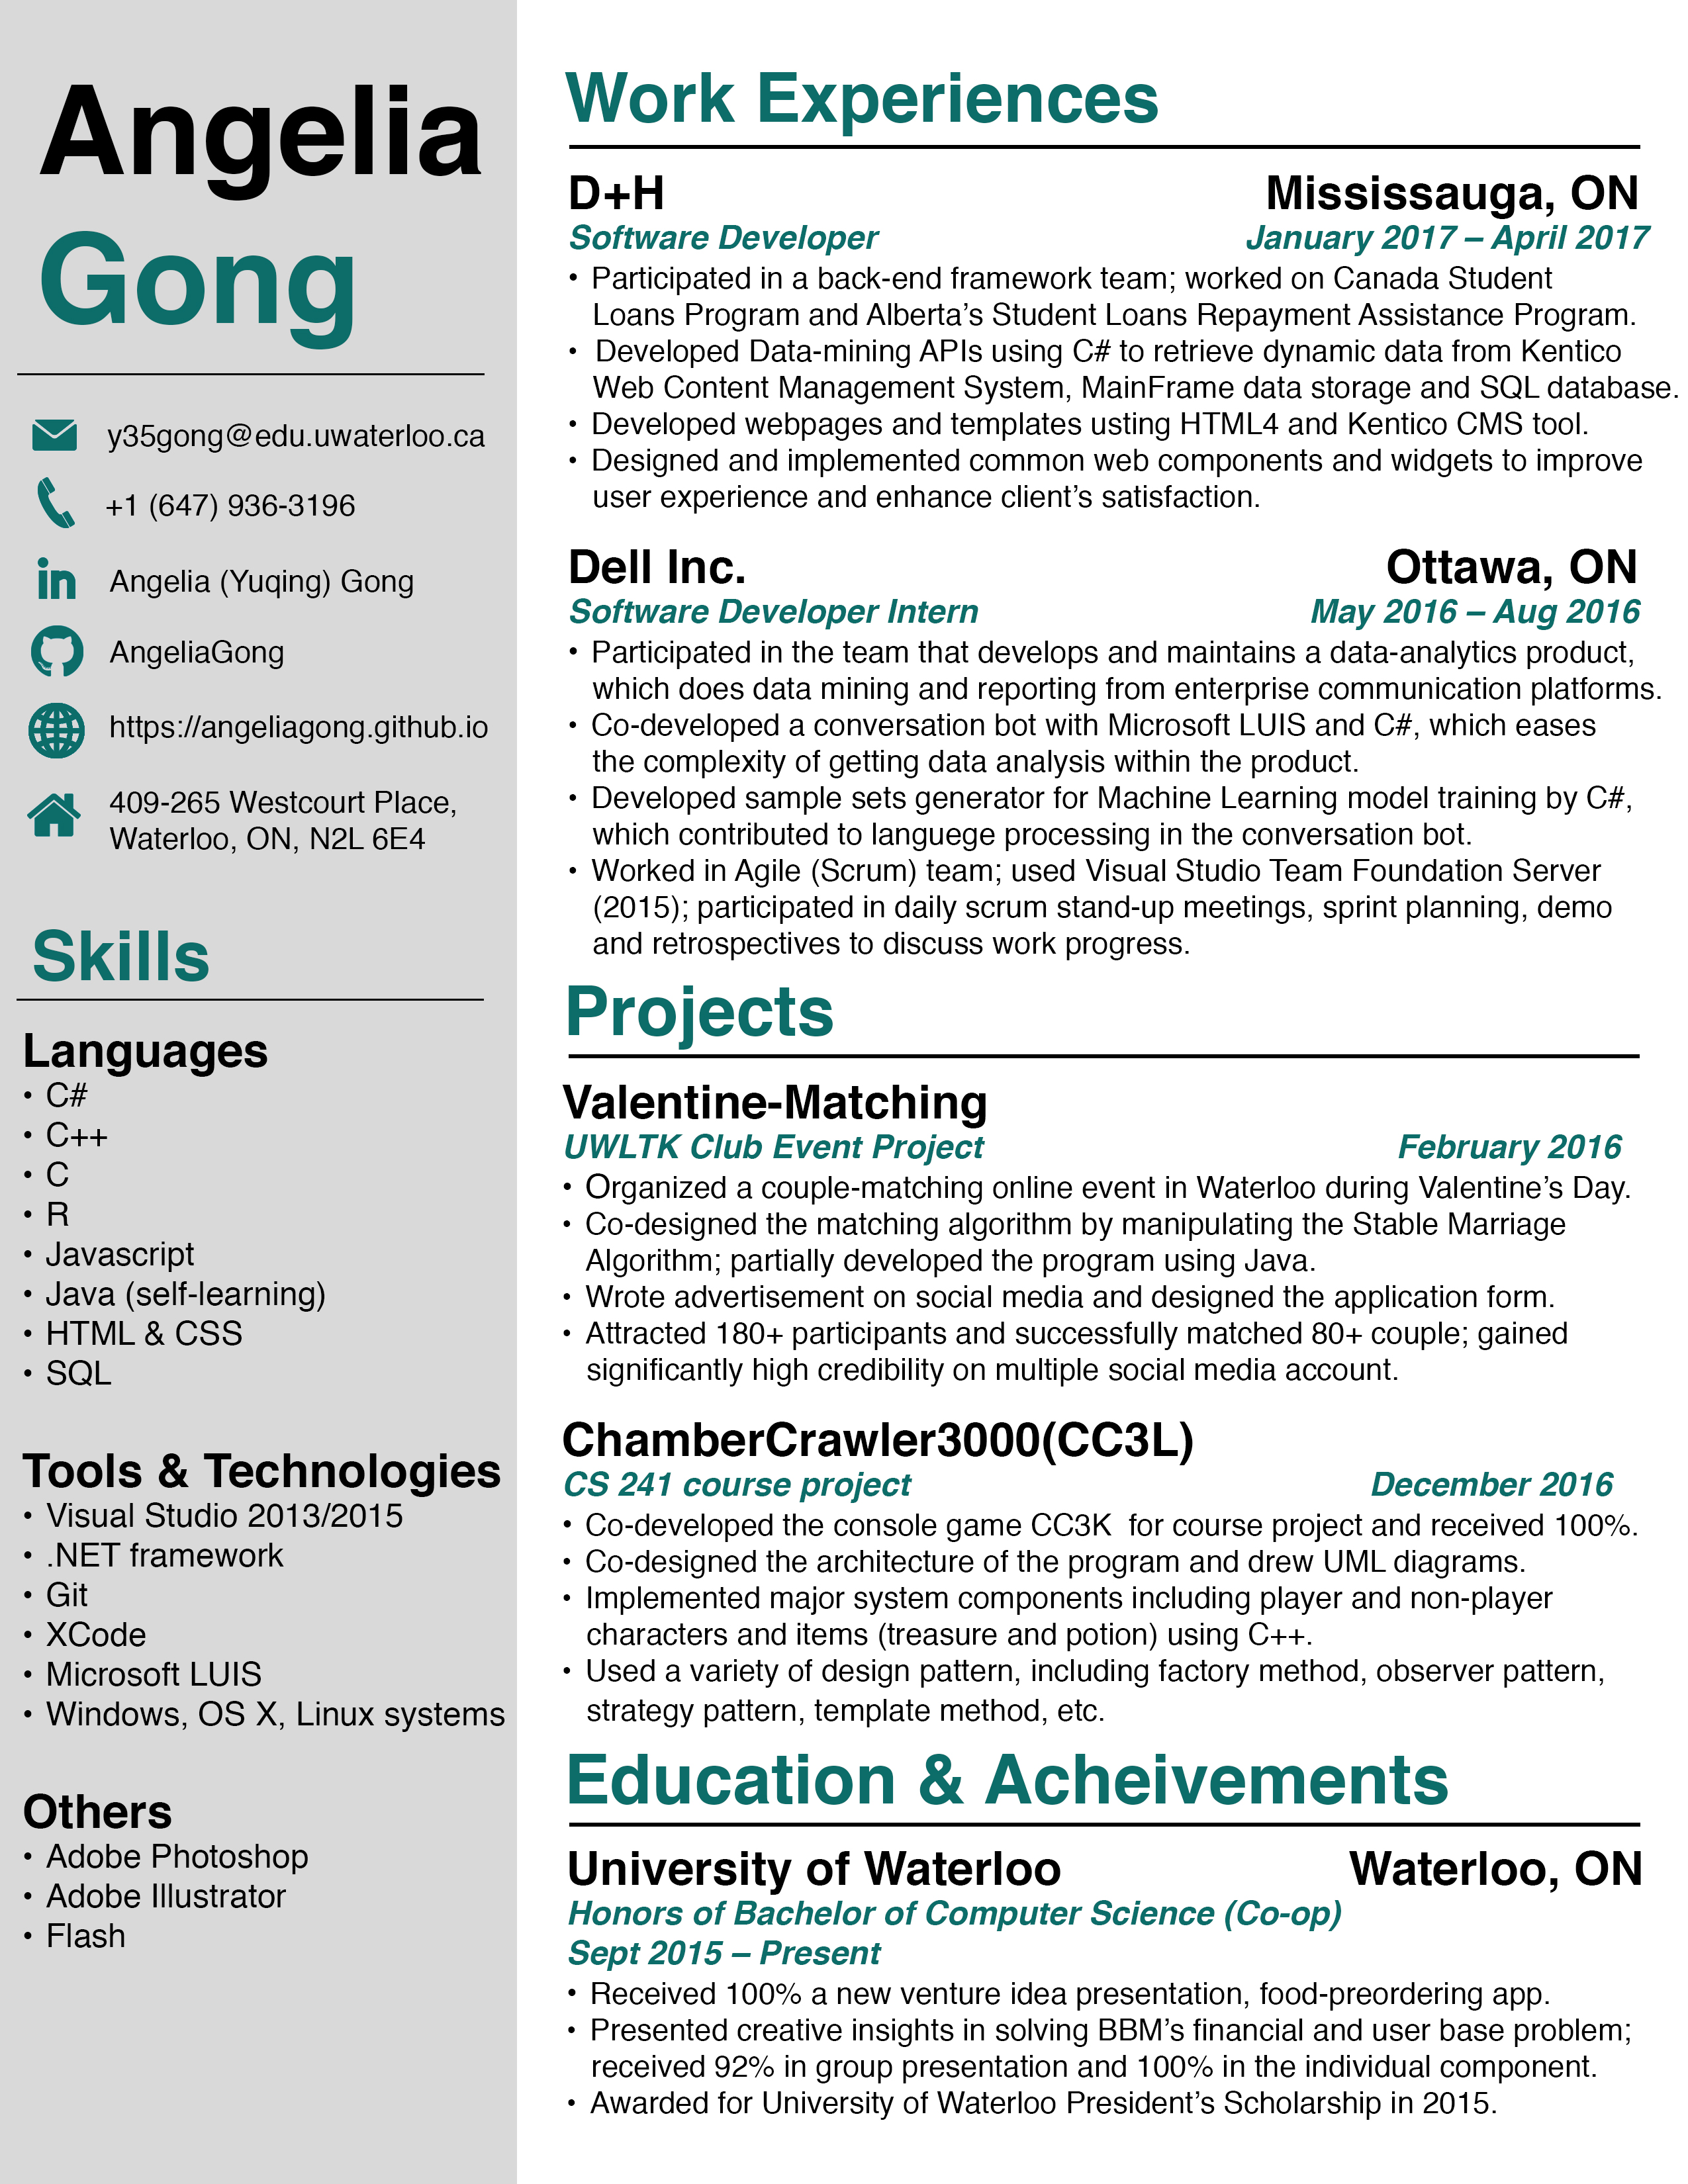 Angelia
Gong
y35gong@edu.uwaterloo.ca
+1 (647) 936-3196
in
Angelia (Yuqing) Gong
AngeliaGong
https://angeliagong.github.io
409-265 Westcourt Place,
Waterloo, ON, N2L 6E4
Skills
Languages
• C#
• C++
• C
• R
• Javascript
• Java (self-learning)
• HTML & CSS
• SQL
Tools & Technologies
• Visual Studio 2013/2015
• .NET framework
• Git
• XCode
• Microsoft LUIS
• Windows, OS X, Linux systems
Others
• Adobe Photoshop
• Adobe Illustrator
• Flash
Work Experiences
D+H Mississauga, ON
Software Developer January 2017 – April 2017
• Participated in a back-end framework team; worked on Canada Student
Loans Program and Alberta’s Student Loans Repayment Assistance Program.
• Developed Data-mining APIs using C# to retrieve dynamic data from Kentico
Web Content Management System, MainFrame data storage and SQL database.
• Developed webpages and templates usting HTML4 and Kentico CMS tool.
• Designed and implemented common web components and widgets to improve
user experience and enhance client’s satisfaction.
Dell Inc. Ottawa, ON
Software Developer Intern May 2016 – Aug 2016
• Participated in the team that develops and maintains a data-analytics product,
which does data mining and reporting from enterprise communication platforms.
• Co-developed a conversation bot with Microsoft LUIS and C#, which eases
the complexity of getting data analysis within the product.
• Developed sample sets generator for Machine Learning model training by C#,
which contributed to languege processing in the conversation bot.
• Worked in Agile (Scrum) team; used Visual Studio Team Foundation Server
(2015); participated in daily scrum stand-up meetings, sprint planning, demo
and retrospectives to discuss work progress.
Projects
Valentine-Matching
UWLTK Club Event Project February 2016
• Organized a couple-matching online event in Waterloo during Valentine’s Day.
• Co-designed the matching algorithm by manipulating the Stable Marriage
Algorithm; partially developed the program using Java.
• Wrote advertisement on social media and designed the application form.
• Attracted 180+ participants and successfully matched 80+ couple; gained
significantly high credibility on multiple social media account.
ChamberCrawler3000(CC3L)
CS 241 course project December 2016
• Co-developed the console game CC3K for course project and received 100%.
• Co-designed the architecture of the program and drew UML diagrams.
• Implemented major system components including player and non-player
characters and items (treasure and potion) using C++.
• Used a variety of design pattern, including factory method, observer pattern,
strategy pattern, template method, etc.
Education & Acheivements
University of Waterloo Waterloo, ON
Honors of Bachelor of Computer Science (Co-op)
Sept 2015 – Present
• Received 100% a new venture idea presentation, food-preordering app.
• Presented creative insights in solving BBM’s financial and user base problem;
received 92% in group presentation and 100% in the individual component.
• Awarded for University of Waterloo President’s Scholarship in 2015.